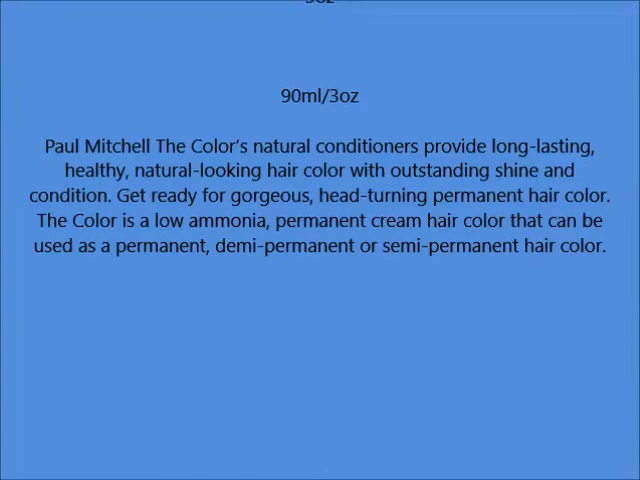 90ml/3oz
Paul Mitchell The Color's natural conditioners provide long-lasting,
healthy, natural-looking hair color with outstanding shine and
condition. Get ready for gorgeous, head-turning permanent hair color.
The Color is a low ammonia, permanent cream hair color that can be
used as a permanent, demi-permanent or semi-permanent hair color.